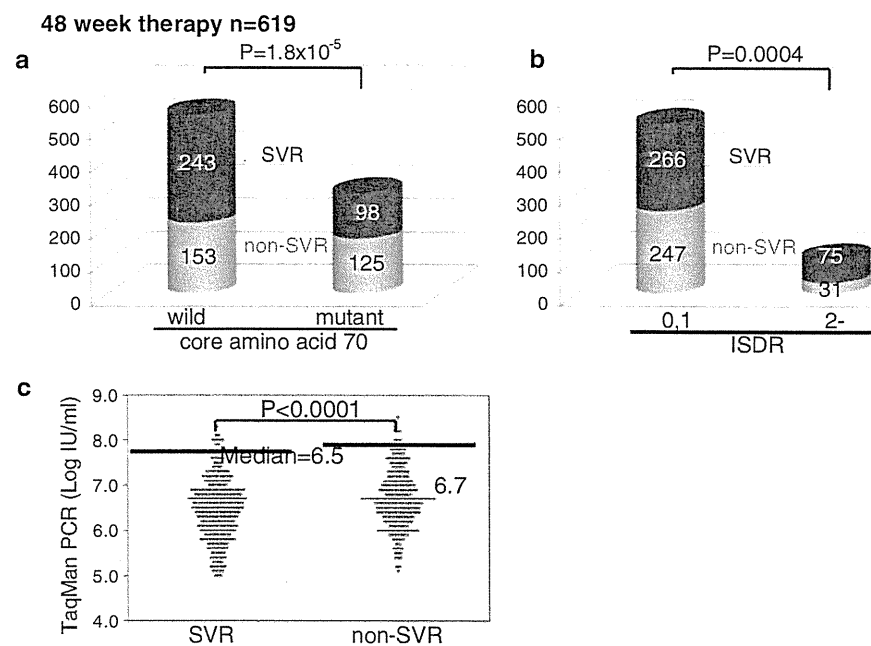 48 week therapy n=619
a
P=1.8x10⁻⁵
600
500
400
300
200
100
0
243
SVR
98
153
non-SVR
125
wild
mutant
core amino acid 70
b
P=0.0004
600
500
400
300
200
100
0
266
SVR
247
non-SVR
75
31
0,1
2-
ISDR
c
TaqMan PCR (Log IU/ml)
9.0
8.0
7.0
6.0
5.0
4.0
P<0.0001
Median=6.5
6.7
SVR
non-SVR